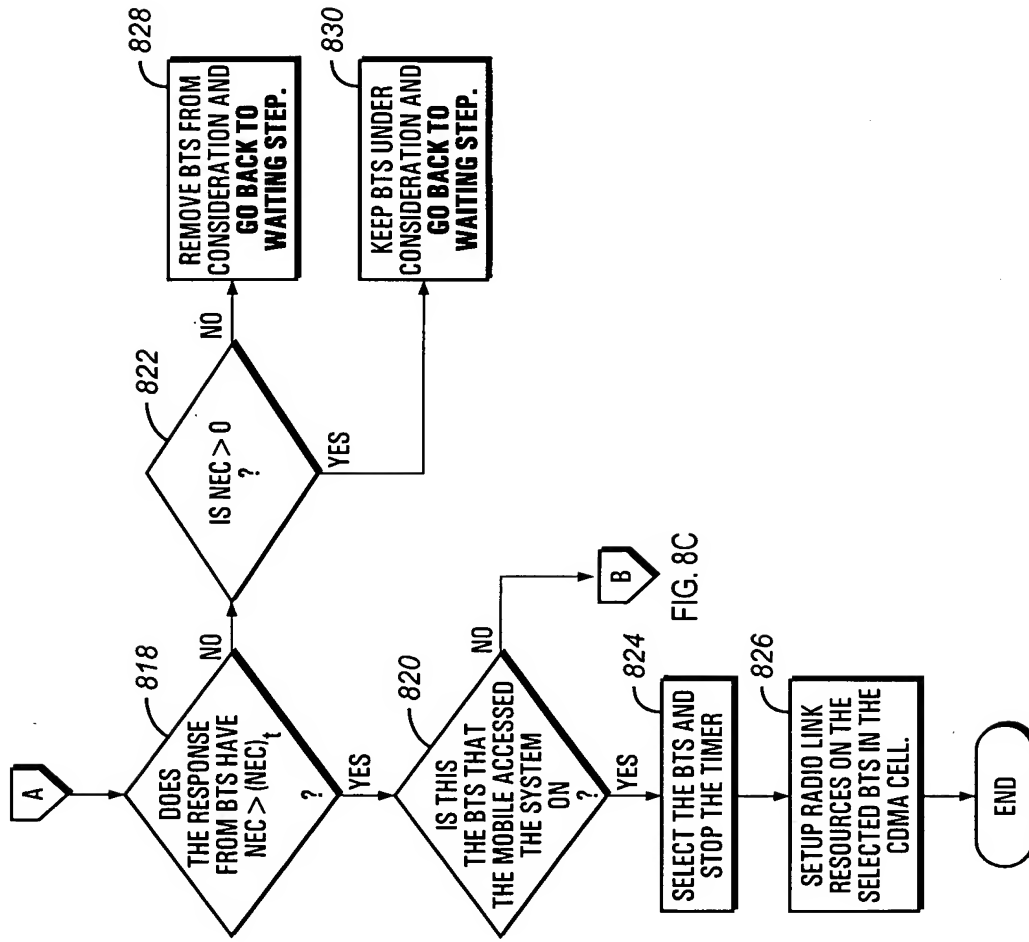 A
818
DOES
THE RESPONSE
FROM BTS HAVE
NEC > (NEC)t
?
NO
YES
822
IS NEC > 0
?
NO
YES
828
REMOVE BTS FROM
CONSIDERATION AND
GO BACK TO
WAITING STEP.
830
KEEP BTS UNDER
CONSIDERATION AND
GO BACK TO
WAITING STEP.
820
IS THIS
THE BTS THAT
THE MOBILE ACCESSED
THE SYSTEM
ON
?
NO
YES
B
FIG. 8C
824
SELECT THE BTS AND
STOP THE TIMER
826
SETUP RADIO LINK
RESOURCES ON THE
SELECTED BTS IN THE
CDMA CELL.
END